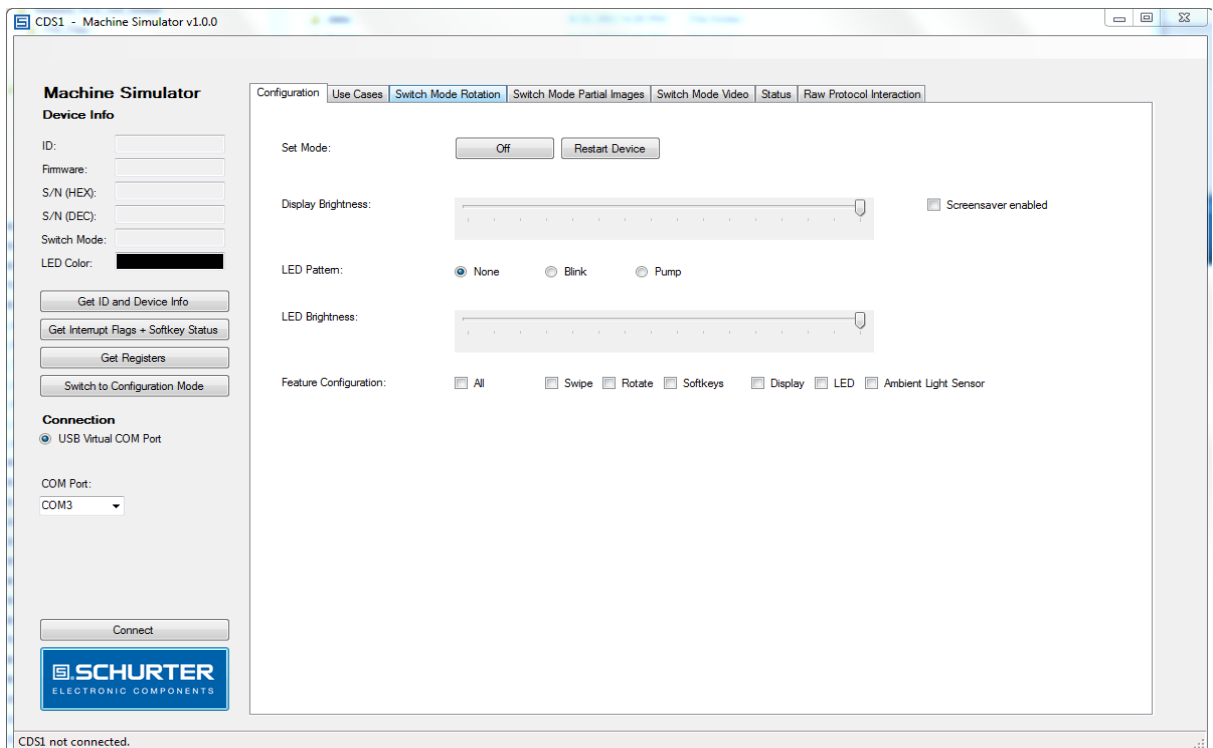 CDS1 - Machine Simulator v1.0.0
Machine Simulator
Device Info
ID:
Firmware:
S/N (HEX):
S/N (DEC):
Switch Mode:
LED Color:
Get ID and Device Info
Get Interrupt Flags + Softkey Status
Get Registers
Switch to Configuration Mode
Connection
USB Virtual COM Port
COM Port:
COM3
Connect
SCHURTER
ELECTRONIC COMPONENTS
Configuration Use Cases Switch Mode Rotation Switch Mode Partial Images Switch Mode Video Status Raw Protocol Interaction
Set Mode: Off Restart Device
Display Brightness: Screensaver enabled
LED Pattern: None Blink Pump
LED Brightness:
Feature Configuration: All Swipe Rotate Softkeys Display LED Ambient Light Sensor
CDS1 not connected.